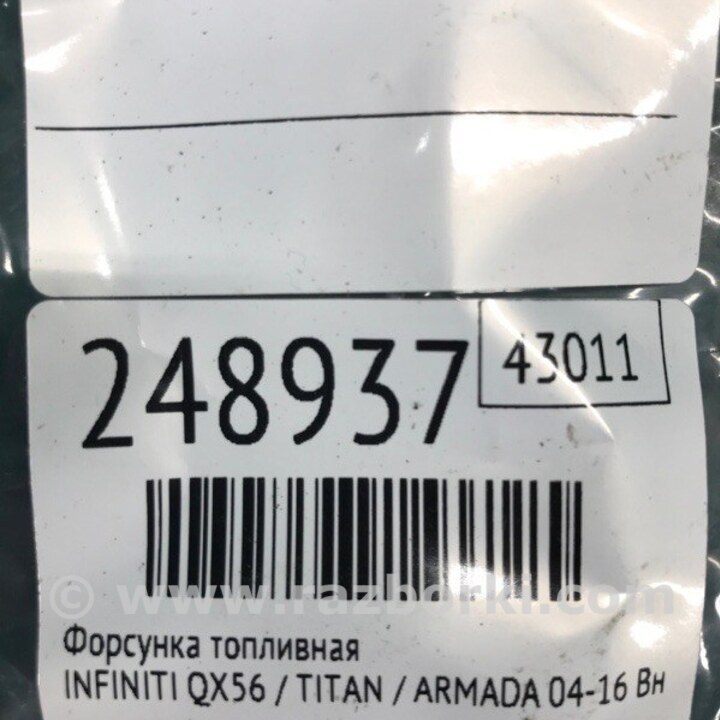 248937
43011
© www.razborki.com
Форсунка топливная
INFINITI QX56 / TITAN / ARMADA 04-16 Вн